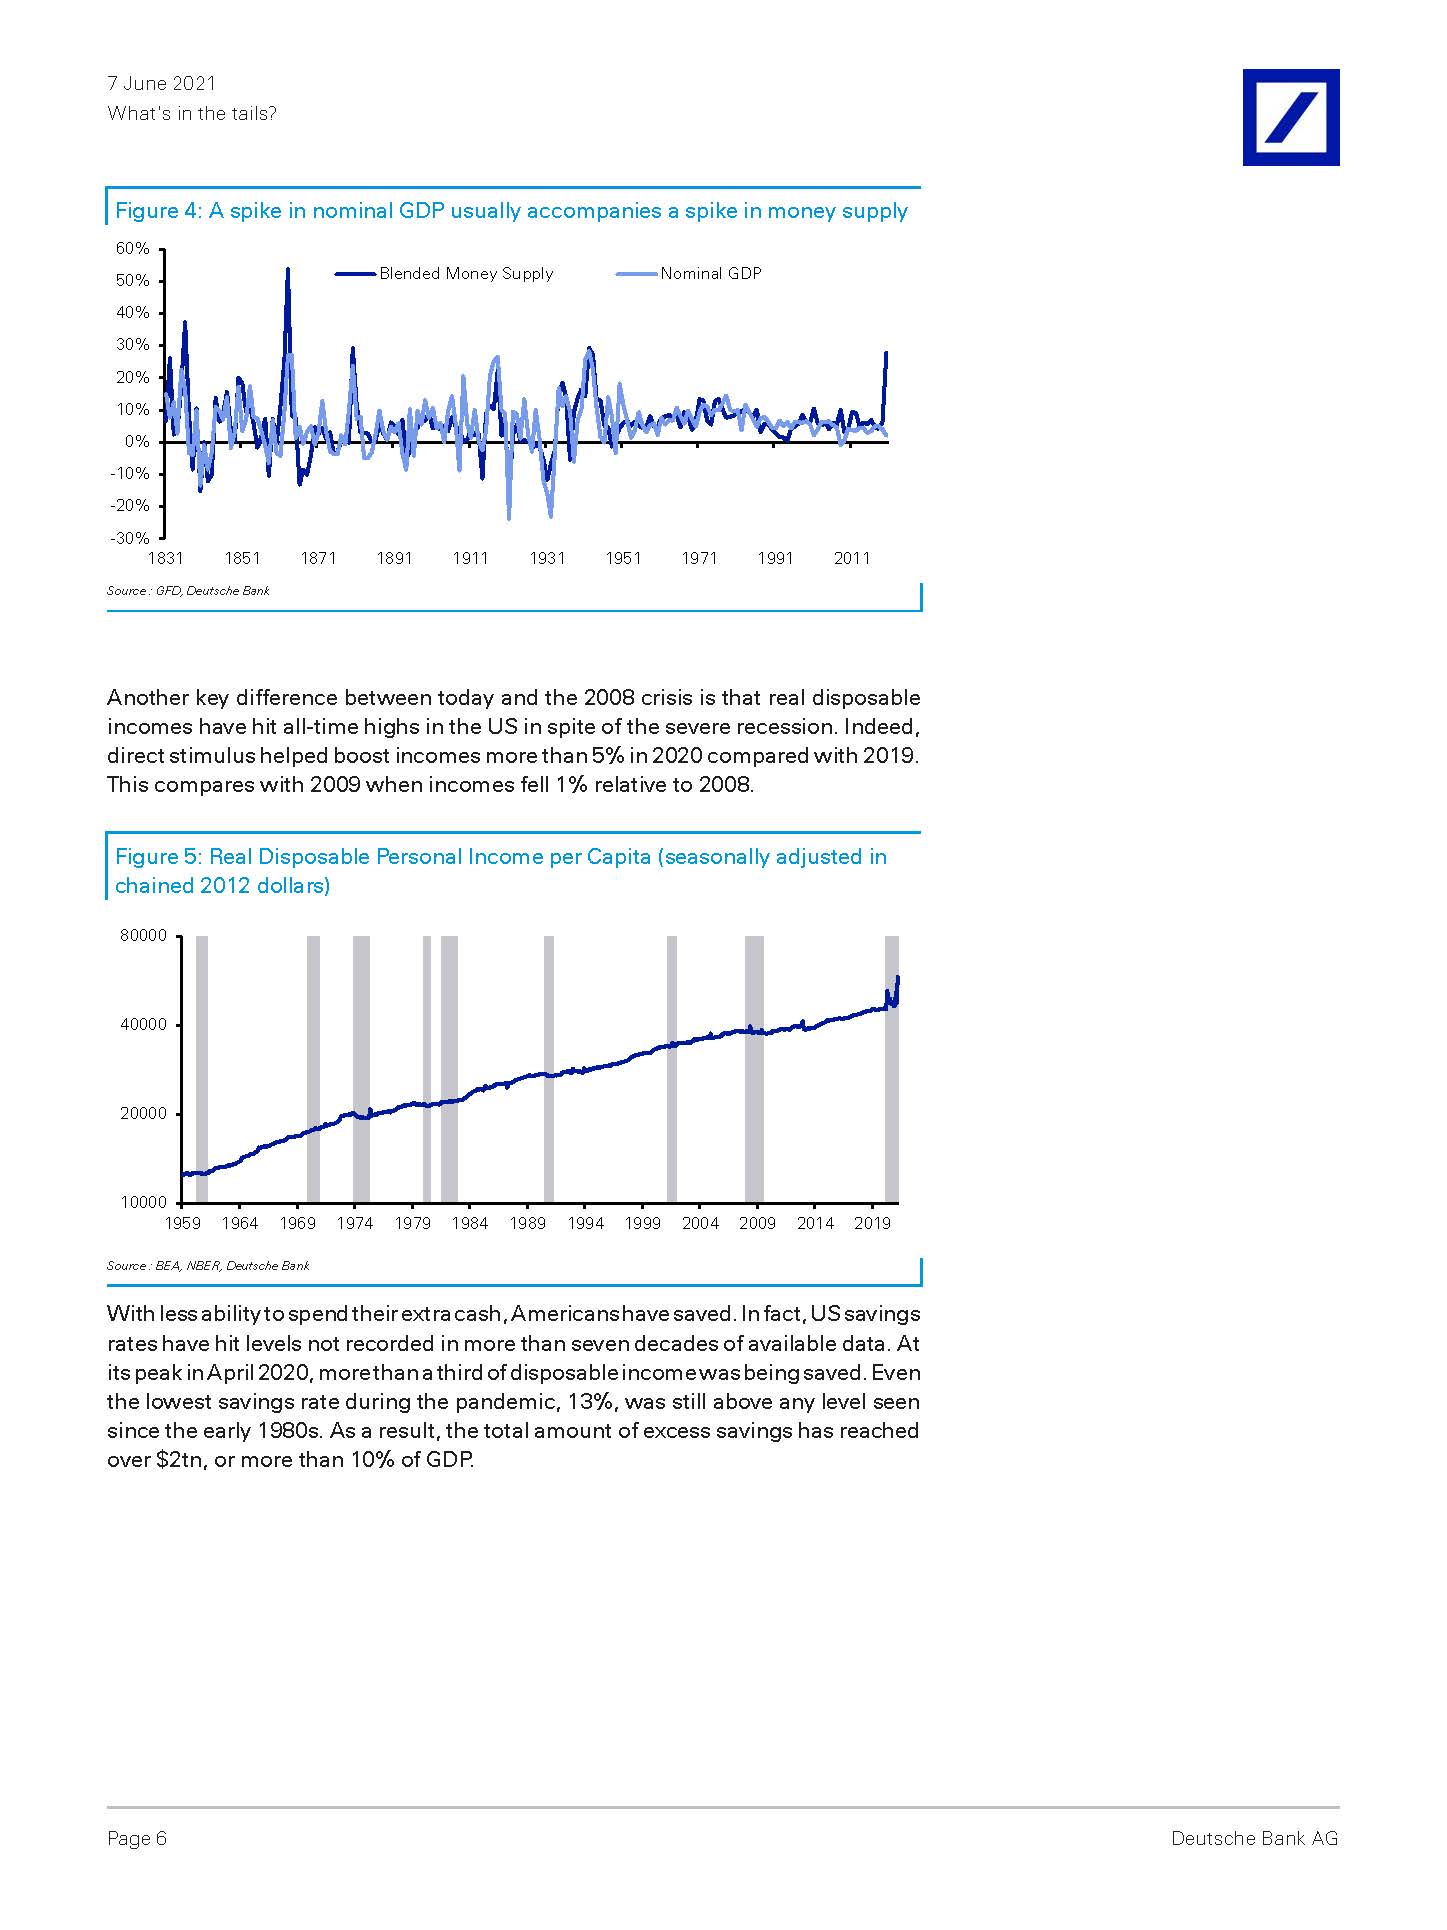 7 June 2021
What's in the tails?
Figure 4: A spike in nominal GDP usually accompanies a spike in money supply
60%
50%
40%
30%
20%
10%
0%
-10%
-20%
-30%
Blended Money Supply
Nominal GDP
1831 1851 1871 1891 1911 1931 1951 1971 1991 2011
Source : GFD, Deutsche Bank
Another key difference between today and the 2008 crisis is that real disposable
incomes have hit all-time highs in the US in spite of the severe recession. Indeed,
direct stimulus helped boost incomes more than 5% in 2020 compared with 2019.
This compares with 2009 when incomes fell 1% relative to 2008.
Figure 5: Real Disposable Personal Income per Capita (seasonally adjusted in
chained 2012 dollars)
80000
40000
20000
10000
1959 1964 1969 1974 1979 1984 1989 1994 1999 2004 2009 2014 2019
Source : BEA, NBER, Deutsche Bank
With less ability to spend their extra cash, Americans have saved. In fact, US savings
rates have hit levels not recorded in more than seven decades of available data. At
its peak in April 2020, more than a third of disposable income was being saved. Even
the lowest savings rate during the pandemic, 13%, was still above any level seen
since the early 1980s. As a result, the total amount of excess savings has reached
over $2tn, or more than 10% of GDP.
Page 6
Deutsche Bank AG